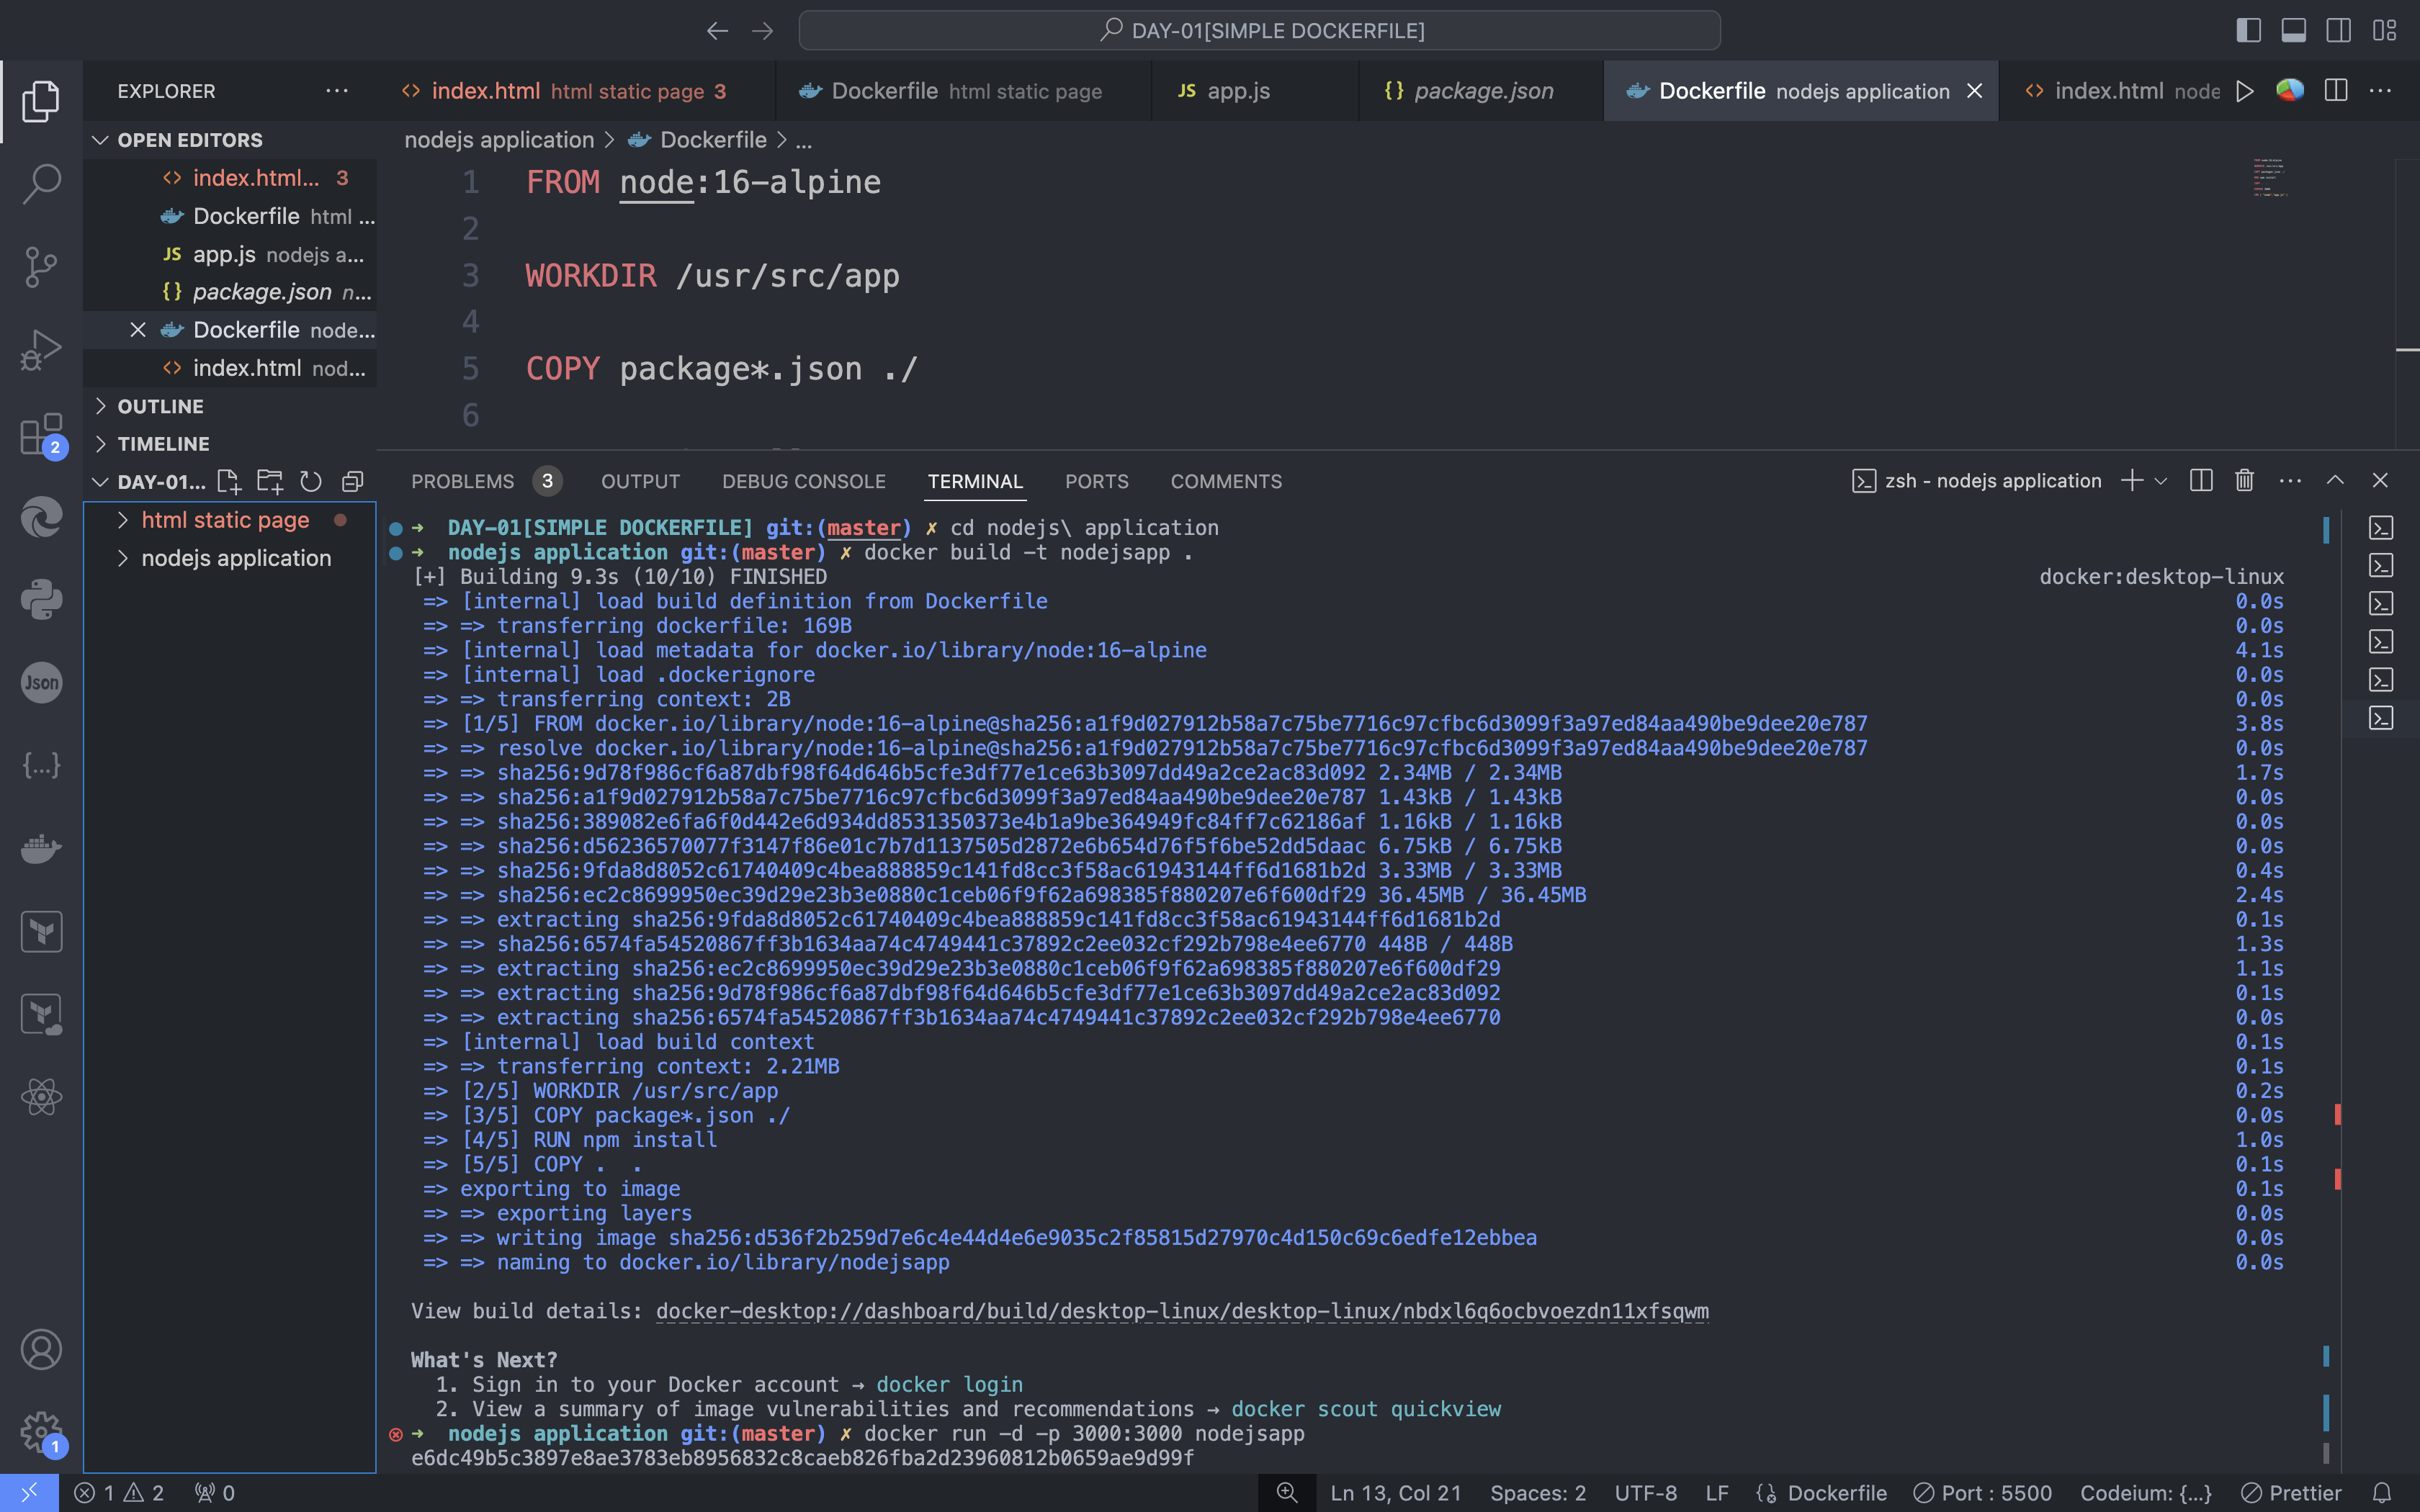 DAY-01[SIMPLE DOCKERFILE]
EXPLORER
index.html html static page 3
Dockerfile html static page
JS app.js
{} package.json
Dockerfile nodejs application
index.html node
OPEN EDITORS
index.html... 3
Dockerfile html ...
JS app.js nodejs a...
{} package.json n...
Dockerfile node...
index.html nod...
OUTLINE
TIMELINE
DAY-01...
html static page
nodejs application
2
Json
{...}
1
nodejs application > Dockerfile > ...
1 FROM node:16-alpine
2
3 WORKDIR /usr/src/app
4
5 COPY package*.json ./
6
PROBLEMS 3 OUTPUT DEBUG CONSOLE TERMINAL PORTS COMMENTS
zsh - nodejs application
➜ DAY-01[SIMPLE DOCKERFILE] git:(master) ✗ cd nodejs\ application
➜ nodejs application git:(master) ✗ docker build -t nodejsapp .
[+] Building 9.3s (10/10) FINISHED docker:desktop-linux
=> [internal] load build definition from Dockerfile 0.0s
=> => transferring dockerfile: 169B 0.0s
=> [internal] load metadata for docker.io/library/node:16-alpine 4.1s
=> [internal] load .dockerignore 0.0s
=> => transferring context: 2B 0.0s
=> [1/5] FROM docker.io/library/node:16-alpine@sha256:a1f9d027912b58a7c75be7716c97cfbc6d3099f3a97ed84aa490be9dee20e787 3.8s
=> => resolve docker.io/library/node:16-alpine@sha256:a1f9d027912b58a7c75be7716c97cfbc6d3099f3a97ed84aa490be9dee20e787 0.0s
=> => sha256:9d78f986cf6a87dbf98f64d646b5cfe3df77e1ce63b3097dd49a2ce2ac83d092 2.34MB / 2.34MB 1.7s
=> => sha256:a1f9d027912b58a7c75be7716c97cfbc6d3099f3a97ed84aa490be9dee20e787 1.43kB / 1.43kB 0.0s
=> => sha256:389082e6fa6f0d442e6d934dd8531350373e4b1a9be364949fc84ff7c62186af 1.16kB / 1.16kB 0.0s
=> => sha256:d56236570077f3147f86e01c7b7d1137505d2872e6b654d76f5f6be52dd5daac 6.75kB / 6.75kB 0.0s
=> => sha256:9fda8d8052c61740409c4bea888859c141fd8cc3f58ac61943144ff6d1681b2d 3.33MB / 3.33MB 0.4s
=> => sha256:ec2c8699950ec39d29e23b3e0880c1ceb06f9f62a698385f880207e6f600df29 36.45MB / 36.45MB 2.4s
=> => extracting sha256:9fda8d8052c61740409c4bea888859c141fd8cc3f58ac61943144ff6d1681b2d 0.1s
=> => sha256:6574fa54520867ff3b1634aa74c4749441c37892c2ee032cf292b798e4ee6770 448B / 448B 1.3s
=> => extracting sha256:ec2c8699950ec39d29e23b3e0880c1ceb06f9f62a698385f880207e6f600df29 1.1s
=> => extracting sha256:9d78f986cf6a87dbf98f64d646b5cfe3df77e1ce63b3097dd49a2ce2ac83d092 0.1s
=> => extracting sha256:6574fa54520867ff3b1634aa74c4749441c37892c2ee032cf292b798e4ee6770 0.0s
=> [internal] load build context 0.1s
=> => transferring context: 2.21MB 0.1s
=> [2/5] WORKDIR /usr/src/app 0.2s
=> [3/5] COPY package*.json ./ 0.0s
=> [4/5] RUN npm install 1.0s
=> [5/5] COPY . . 0.1s
=> exporting to image 0.1s
=> => exporting layers 0.0s
=> => writing image sha256:d536f2b259d7e6c4e44d4e6e9035c2f85815d27970c4d150c69c6edfe12ebbea 0.0s
=> => naming to docker.io/library/nodejsapp 0.0s
View build details: docker-desktop://dashboard/build/desktop-linux/desktop-linux/nbdxl6q6ocbvoezdn11xfsqwm
What's Next?
1. Sign in to your Docker account → docker login
2. View a summary of image vulnerabilities and recommendations → docker scout quickview
➜ nodejs application git:(master) ✗ docker run -d -p 3000:3000 nodejsapp
e6dc49b5c3897e8ae3783eb8956832c8caeb826fba2d23960812b0659ae9d99f
1 2 0
Ln 13, Col 21 Spaces: 2 UTF-8 LF Dockerfile Port : 5500 Codeium: {...} Prettier